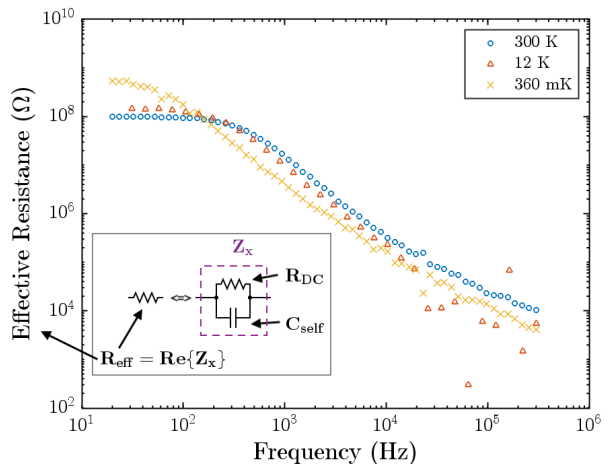 10^10
10^8
10^6
10^4
10^2
Effective Resistance (Ω)
300 K
12 K
360 mK
Z_x
R_DC
C_self
R_eff = Re{Z_x}
10^1 10^2 10^3 10^4 10^5 10^6
Frequency (Hz)